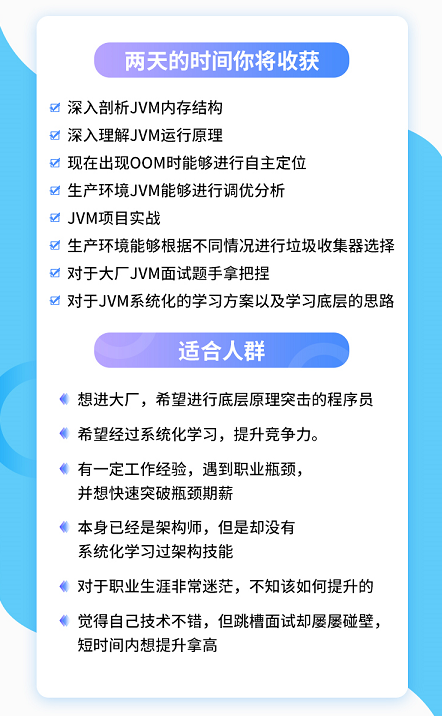 两天的时间你将收获
深入剖析JVM内存结构
深入理解JVM运行原理
现在出现OOM时能够进行自主定位
生产环境JVM能够进行调优分析
JVM项目实战
生产环境能够根据不同情况进行垃圾收集器选择
对于大厂JVM面试题手拿把捏
对于JVM系统化的学习方案以及学习底层的思路
适合人群
想进大厂，希望进行底层原理突击的程序员
希望经过系统化学习，提升竞争力。
有一定工作经验，遇到职业瓶颈，
并想快速突破瓶颈期薪
本身已经是架构师，但是却没有
系统化学习过架构技能
对于职业生涯非常迷茫，不知该如何提升的
觉得自己技术不错，但跳槽面试却屡屡碰壁，
短时间内想提升拿高